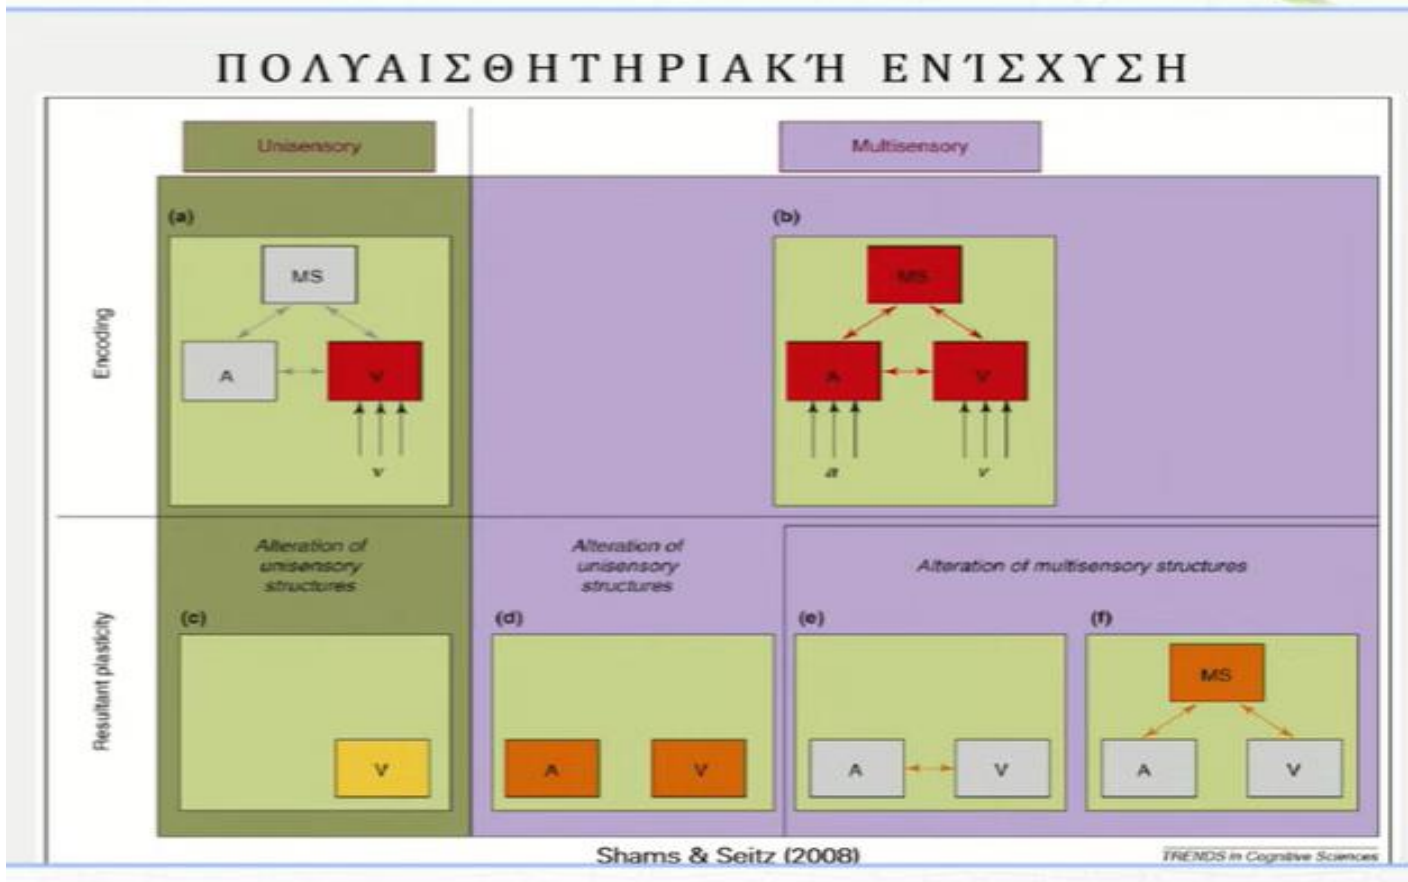 ΠΟΛΥΑΙΣΘΗΤΗΡΙΑΚΉ ΕΝΊΣΧΥΣΗ
Unisensory
Multisensory
Encoding
(a)
MS
A
V
v
(b)
MS
A
V
a
v
Resultant plasticity
Alteration of
unisensory
structures
(c)
V
Alteration of
unisensory
structures
(d)
A
V
Alteration of multisensory structures
(e)
A
V
(f)
MS
A
V
Shams & Seitz (2008)
TRENDS in Cognitive Sciences